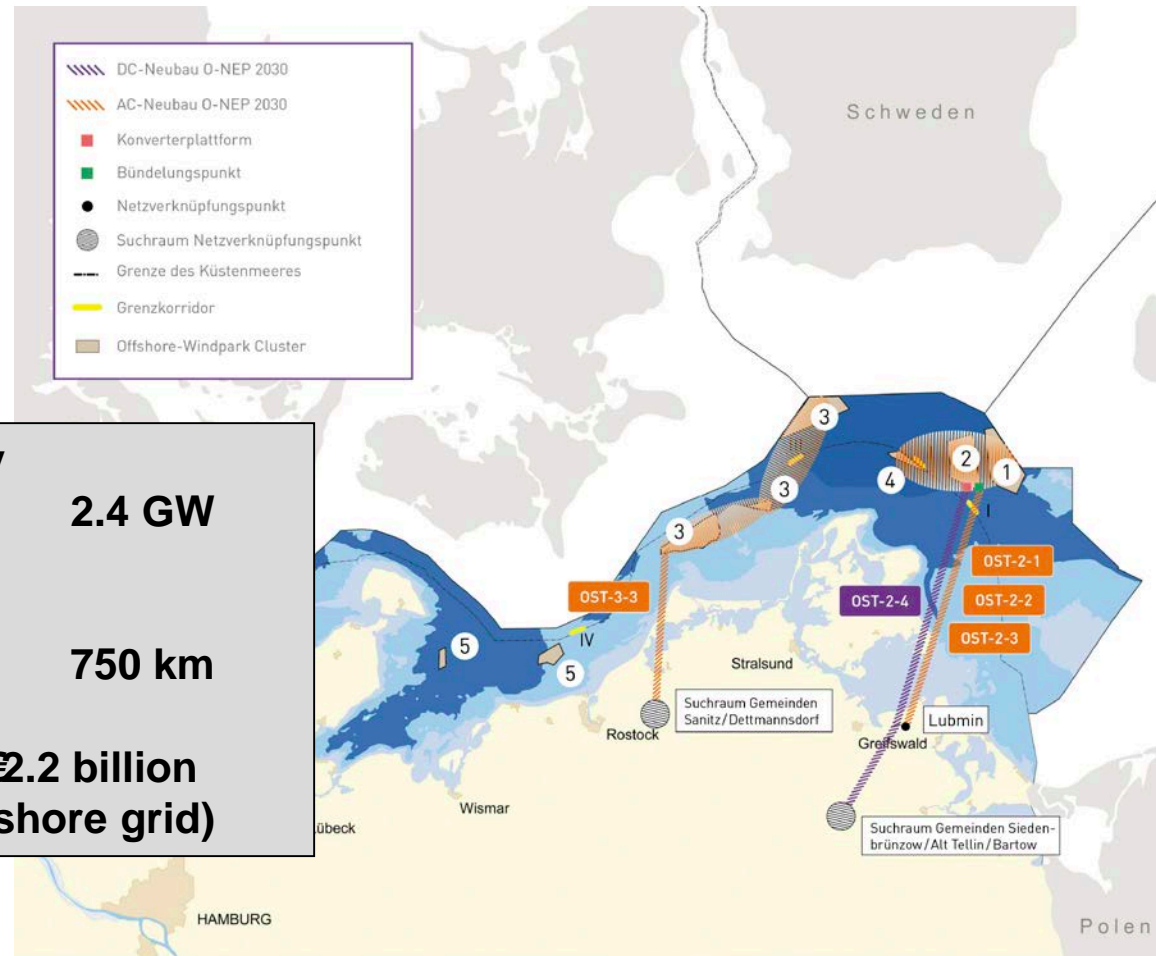 DC-Neubau O-NEP 2030
AC-Neubau O-NEP 2030
Konverterplattform
Bündelungspunkt
Netzverknüpfungspunkt
Suchraum Netzverknüpfungspunkt
Grenze des Küstenmeeres
Grenzkorridor
Offshore-Windpark Cluster
Schweden
3
2
4
1
3
I
3
2.4 GW
OST-2-1
OST-3-3
OST-2-4
OST-2-2
IV
OST-2-3
5
5
750 km
Stralsund
Suchraum Gemeinden
Sanitz/Dettmannsdorf
Rostock
Lubmin
Greifswald
€2.2 billion
shore grid)
Wismar
übeck
Suchraum Gemeinden Sieden-
brünzow/Alt Tellin/Bartow
HAMBURG
Polen